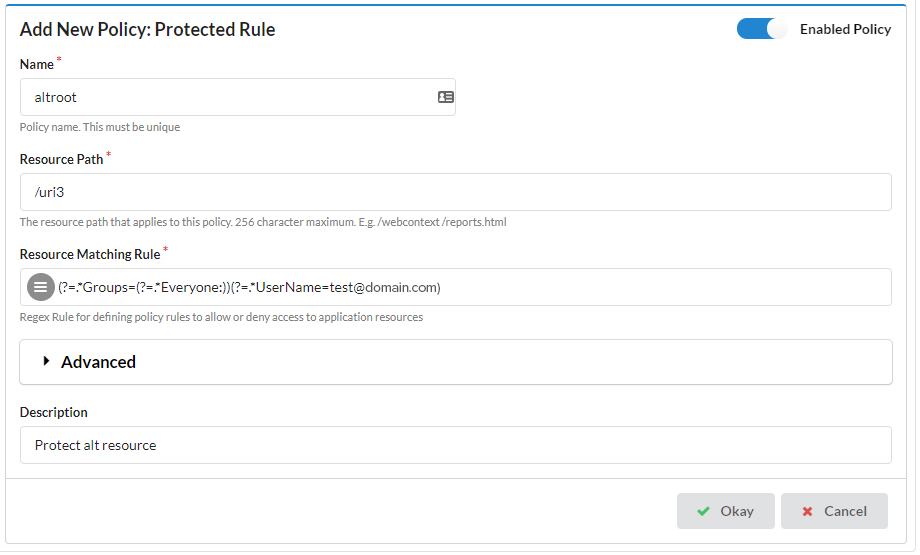 Add New Policy: Protected Rule
Enabled Policy
Name *
altroot
Policy name. This must be unique
Resource Path *
/uri3
The resource path that applies to this policy. 256 character maximum. E.g. /webcontext /reports.html
Resource Matching Rule *
(?=.*Groups=(?=.*Everyone:))(?=.*UserName=test@domain.com)
Regex Rule for defining policy rules to allow or deny access to application resources
Advanced
Description
Protect alt resource
Okay
Cancel